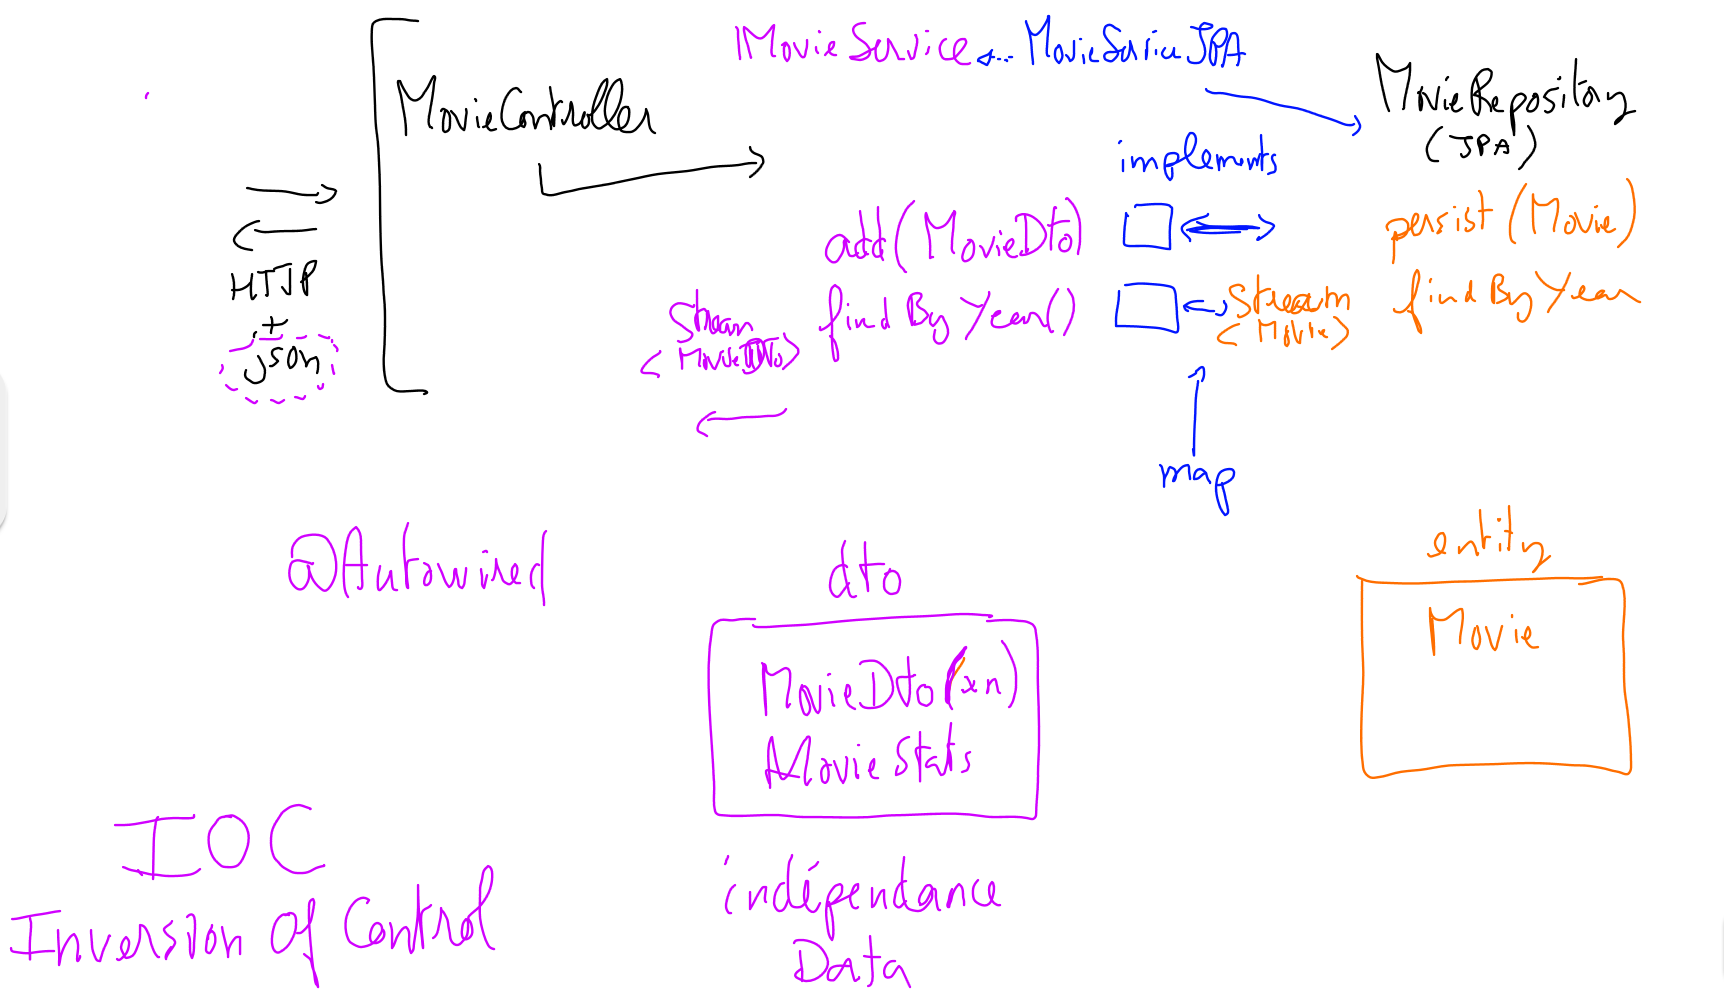 IMovieService MovieServiceJPA
MovieController
MovieRepository
(JPA)
implements
add(MovieDto)
persist(Movie)
HTTP
+
json
Stream
<MovieDto>
findByYear()
Stream
<Movie>
findByYear
map
@Autowired
dto
entity
MovieDto(xn)
MovieStats
Movie
IOC
Inversion of Control
indépendance
Data